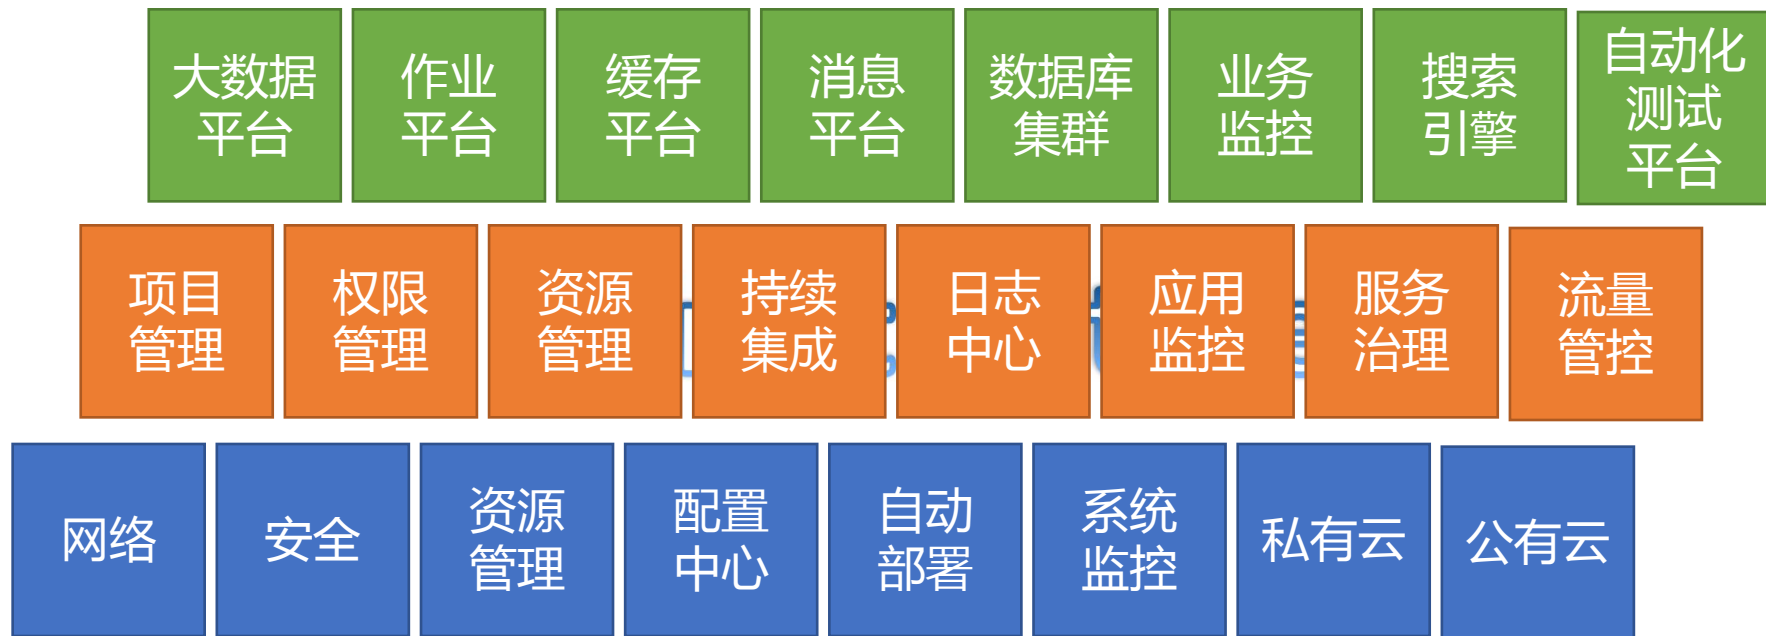 大数据
平台
作业
平台
缓存
平台
消息
平台
数据库
集群
业务
监控
搜索
引擎
自动化
测试
平台
项目
管理
权限
管理
资源
管理
持续
集成
日志
中心
应用
监控
服务
治理
流量
管控
网络
安全
资源
管理
配置
中心
自动
部署
系统
监控
私有云
公有云